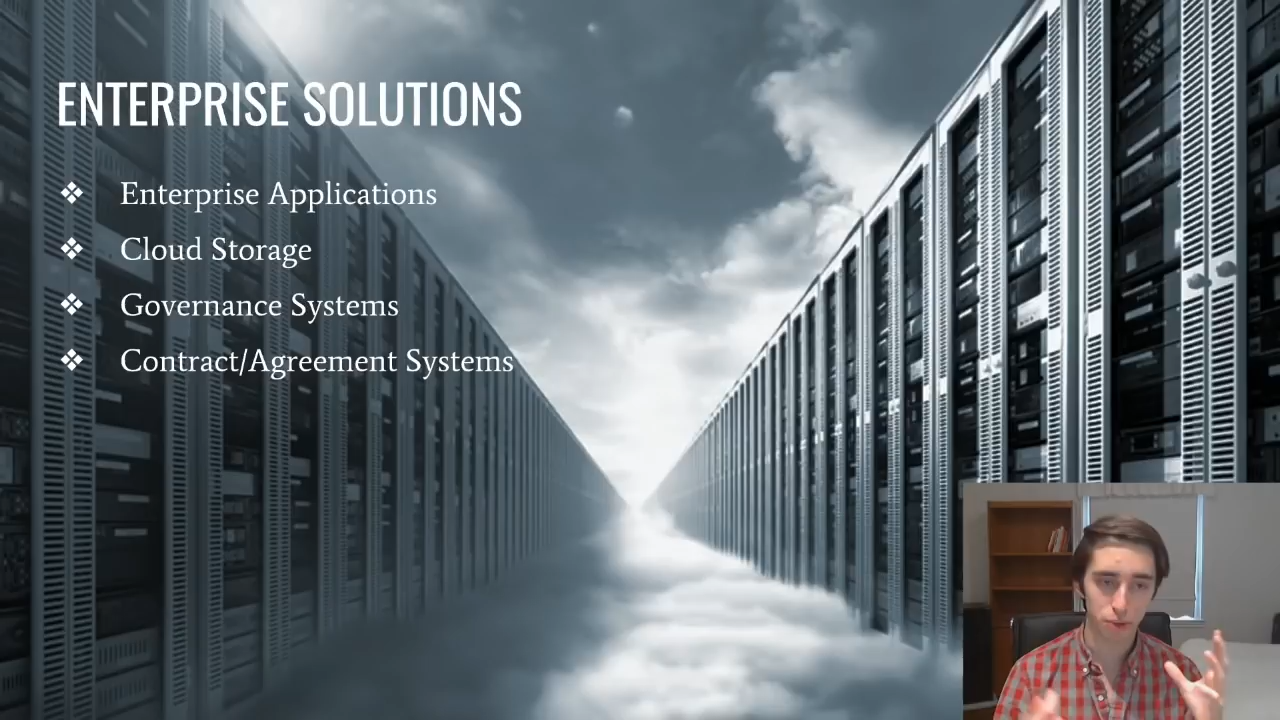 ENTERPRISE SOLUTIONS
❖ Enterprise Applications
❖ Cloud Storage
❖ Governance Systems
❖ Contract/Agreement Systems